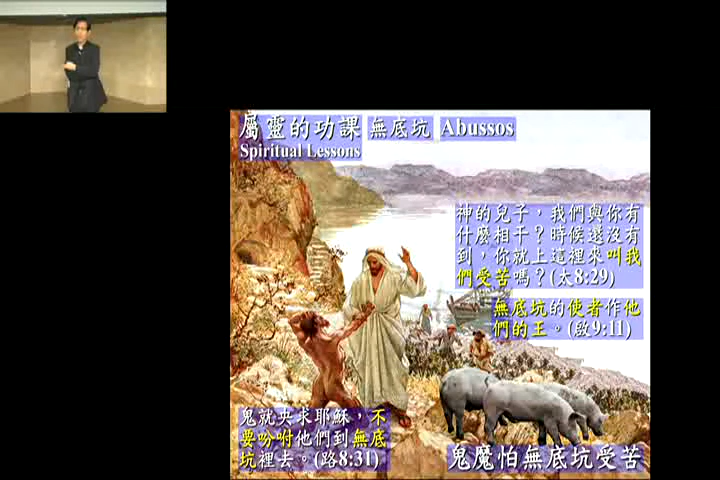 屬靈的功課 無底坑 Abussos
Spiritual Lessons
神的兒子，我們與你有
什麼相干？時候還沒有
到，你就上這裡來叫我
們受苦嗎？(太8:29)
無底坑的使者作他
們的王。(啟9:11)
鬼就央求耶穌，不
要吩咐他們到無底
坑裡去。(路8:31)
鬼魔怕無底坑受苦